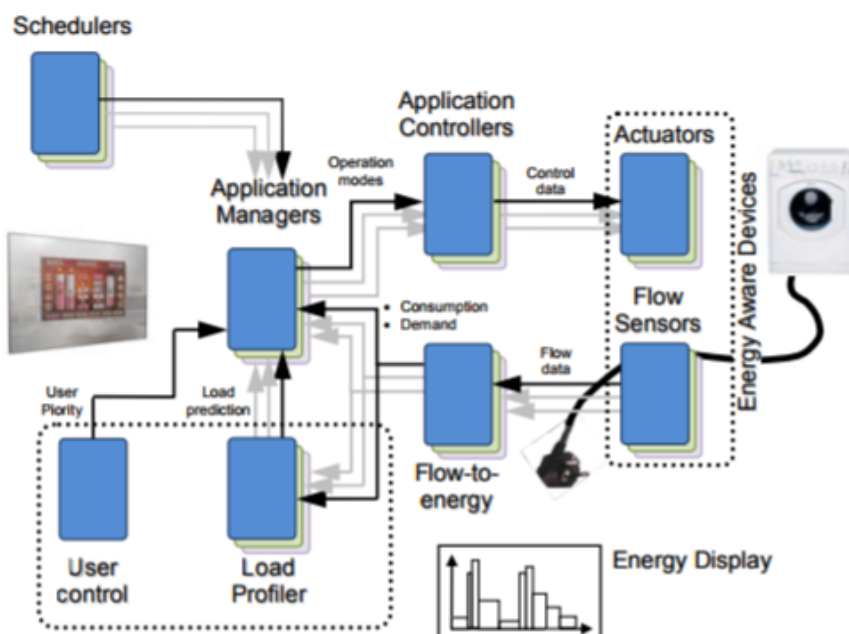 Schedulers
Application
Controllers
Actuators
Operation
modes
Control
data
Application
Managers
Energy Aware Devices
Flow
Sensors
• Consumption
• Demand
Flow
data
User
Piority
Load
prediction
Flow-to-
energy
User
control
Load
Profiler
Energy Display